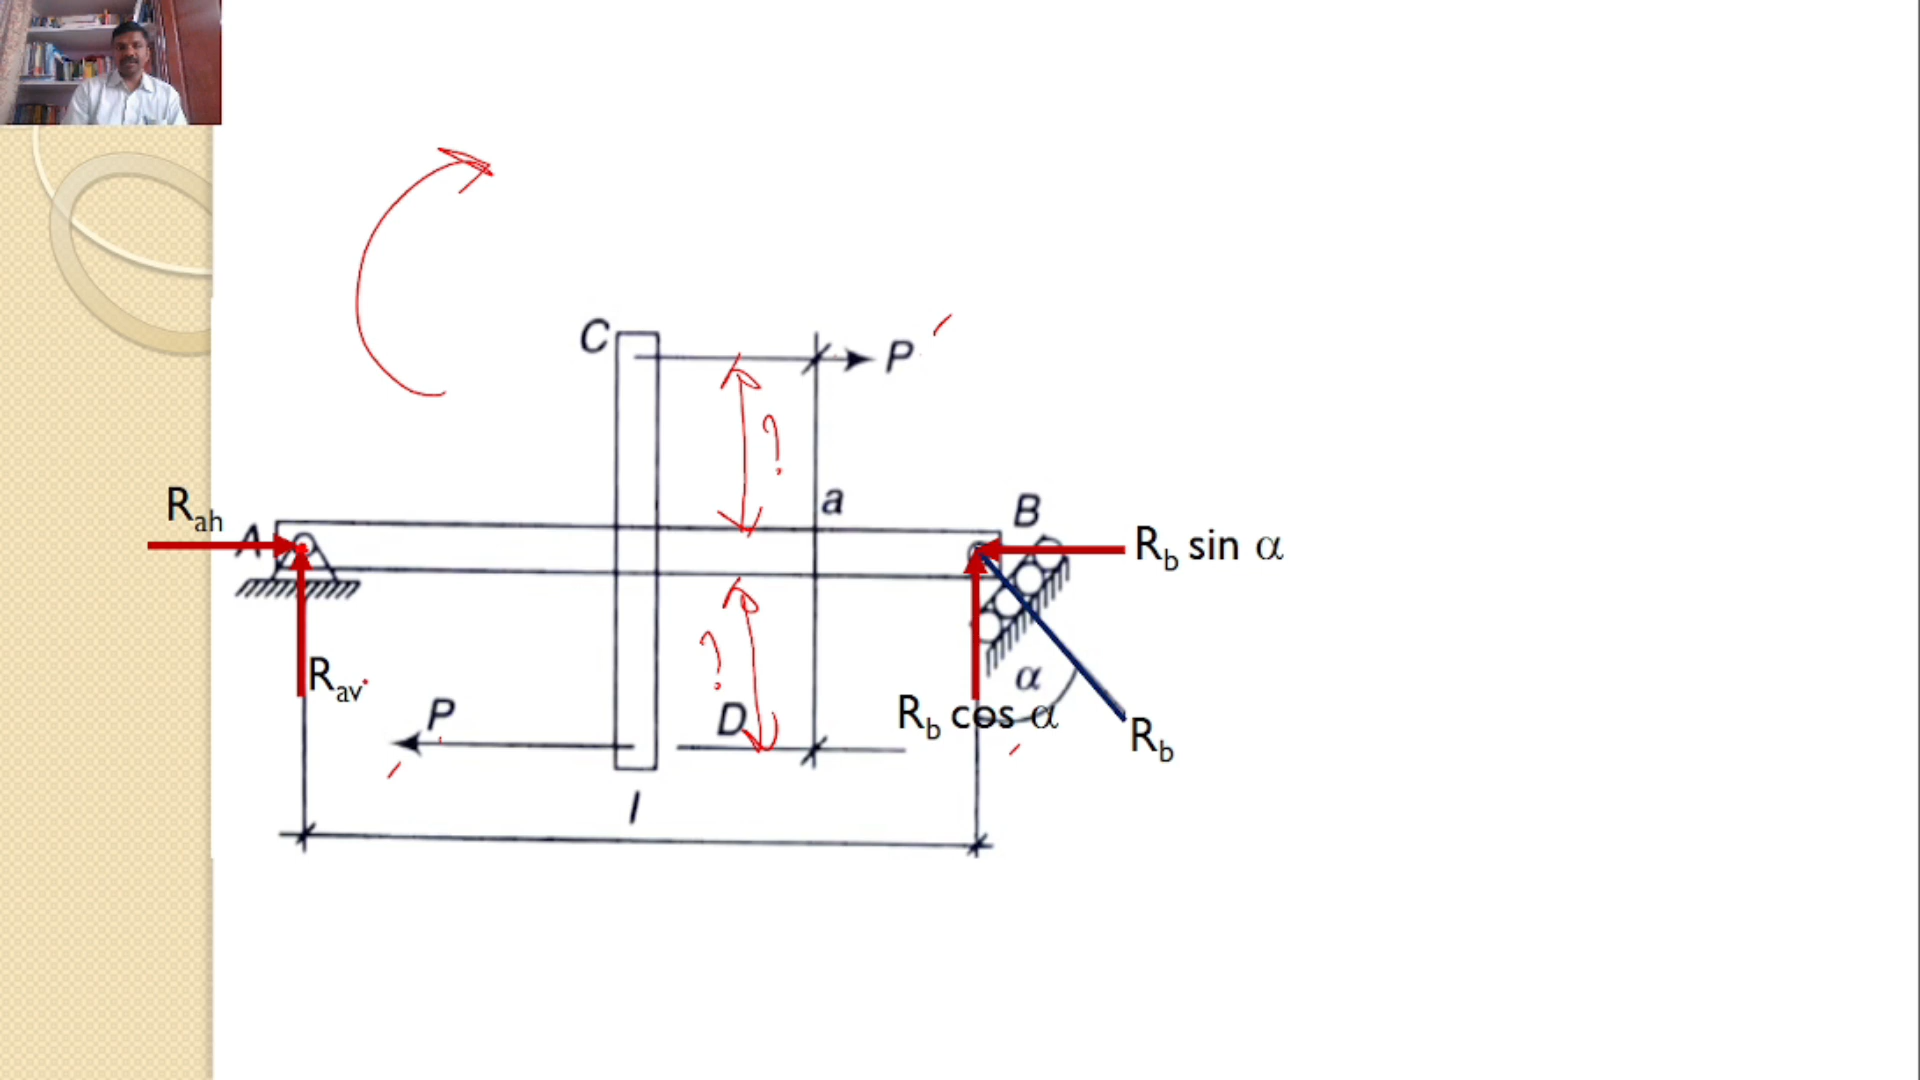 C
P
?
a
B
R_ah
A
R_b sin α
?
α
R_av
P
D
R_b cos α
R_b
l